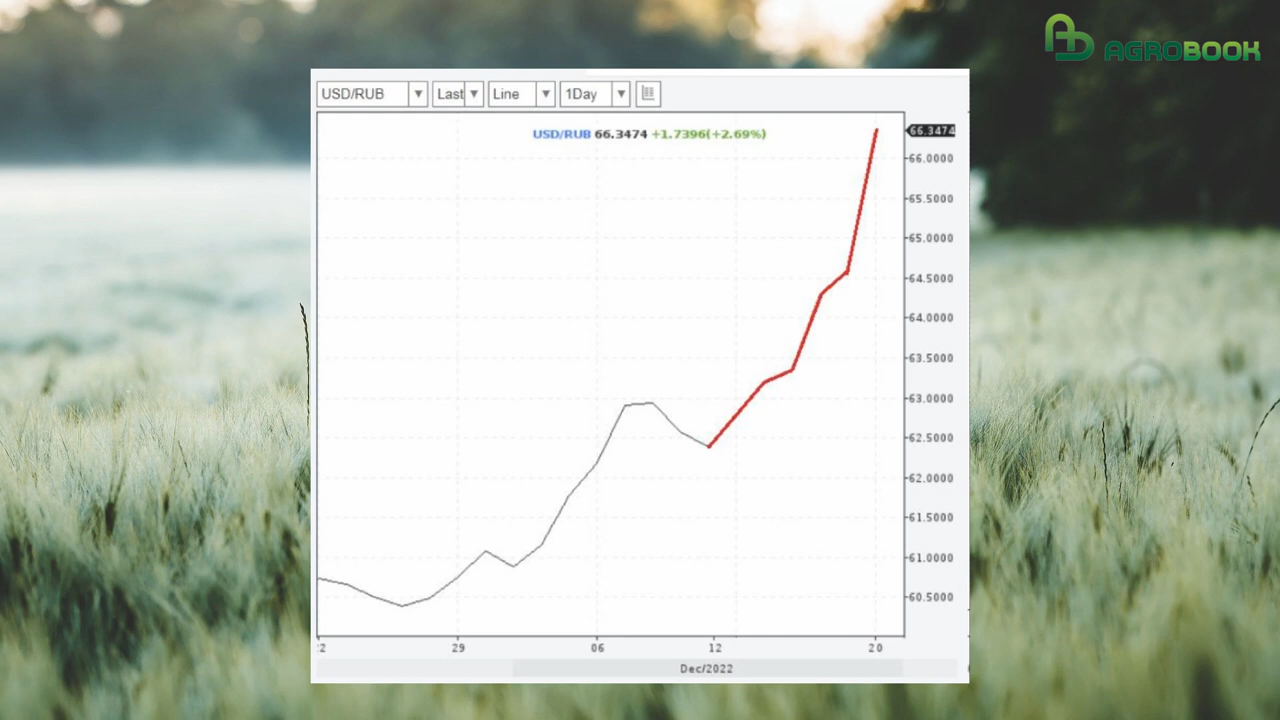 AGROBOOK
USD/RUB Last Line 1Day
USD/RUB 66.3474 +1.7396(+2.69%)
66.3474
66.0000
65.5000
65.0000
64.5000
64.0000
63.5000
63.0000
62.5000
62.0000
61.5000
61.0000
60.5000
29 06 12 20
Dec/2022